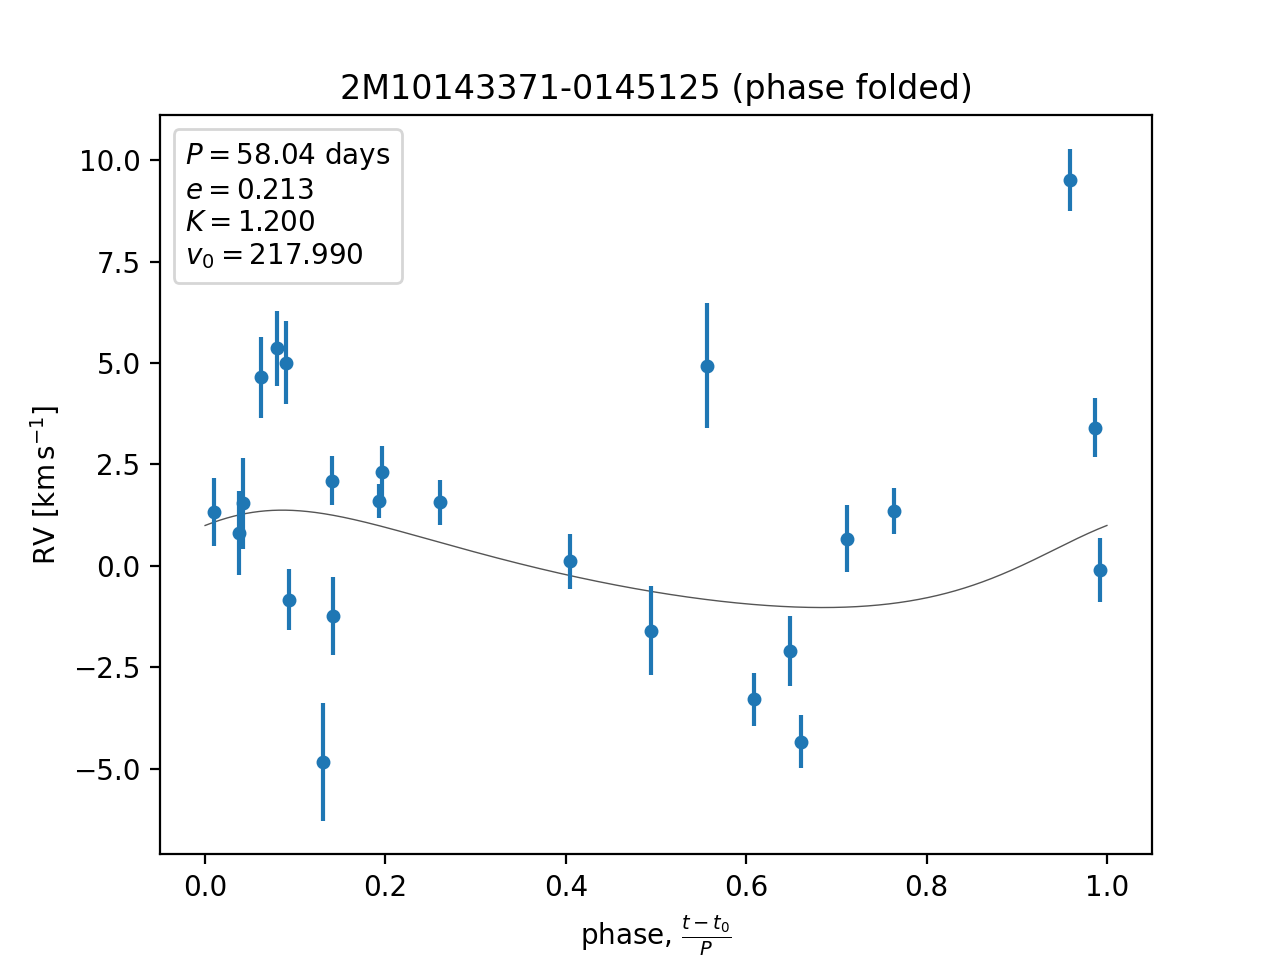 2M10143371-0145125 (phase folded)
P = 58.04 days
e = 0.213
K = 1.200
v₀ = 217.990
10.0
7.5
5.0
2.5
0.0
−2.5
−5.0
RV [km s⁻¹]
0.0 0.2 0.4 0.6 0.8 1.0
phase, (t − t₀)/P